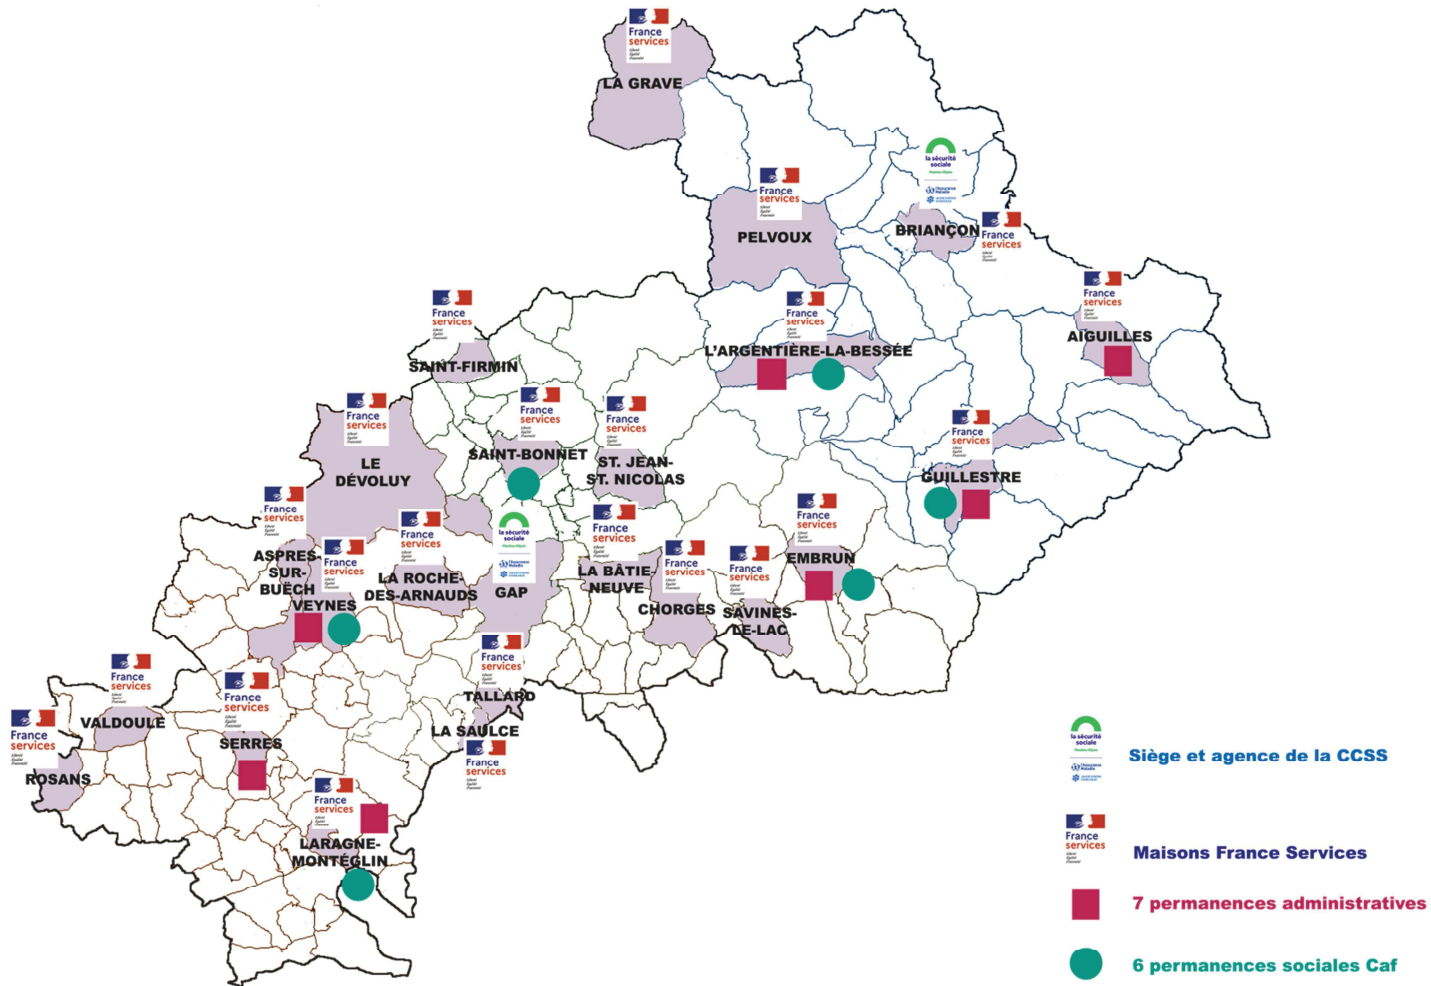 France
services
LA GRAVE
la sécurité
sociale
France
services
PELVOUX
BRIANÇON
France
services
France
services
AIGUILLES
France
services
SAINT-FIRMIN
France
services
L'ARGENTIÈRE-LA-BESSÉE
France
services
LE
DÉVOLUY
France
services
SAINT-BONNET
France
services
ST. JEAN-
ST. NICOLAS
France
services
GUILLESTRE
France
services
ASPRES-
SUR-
BUËCH
France
services
VEYNES
France
services
LA ROCHE-
DES-ARNAUDS
la sécurité
sociale
GAP
France
services
LA BÂTIE-
NEUVE
France
services
CHORGES
France
services
SAVINES-
LE-LAC
France
services
EMBRUN
France
services
TALLARD
LA SAULCE
France
services
France
services
VALDOULE
France
services
ROSANS
France
services
SERRES
France
services
LARAGNE-
MONTÉGLIN
la sécurité
sociale
Siège et agence de la CCSS
France
services
Maisons France Services
7 permanences administratives
6 permanences sociales Caf